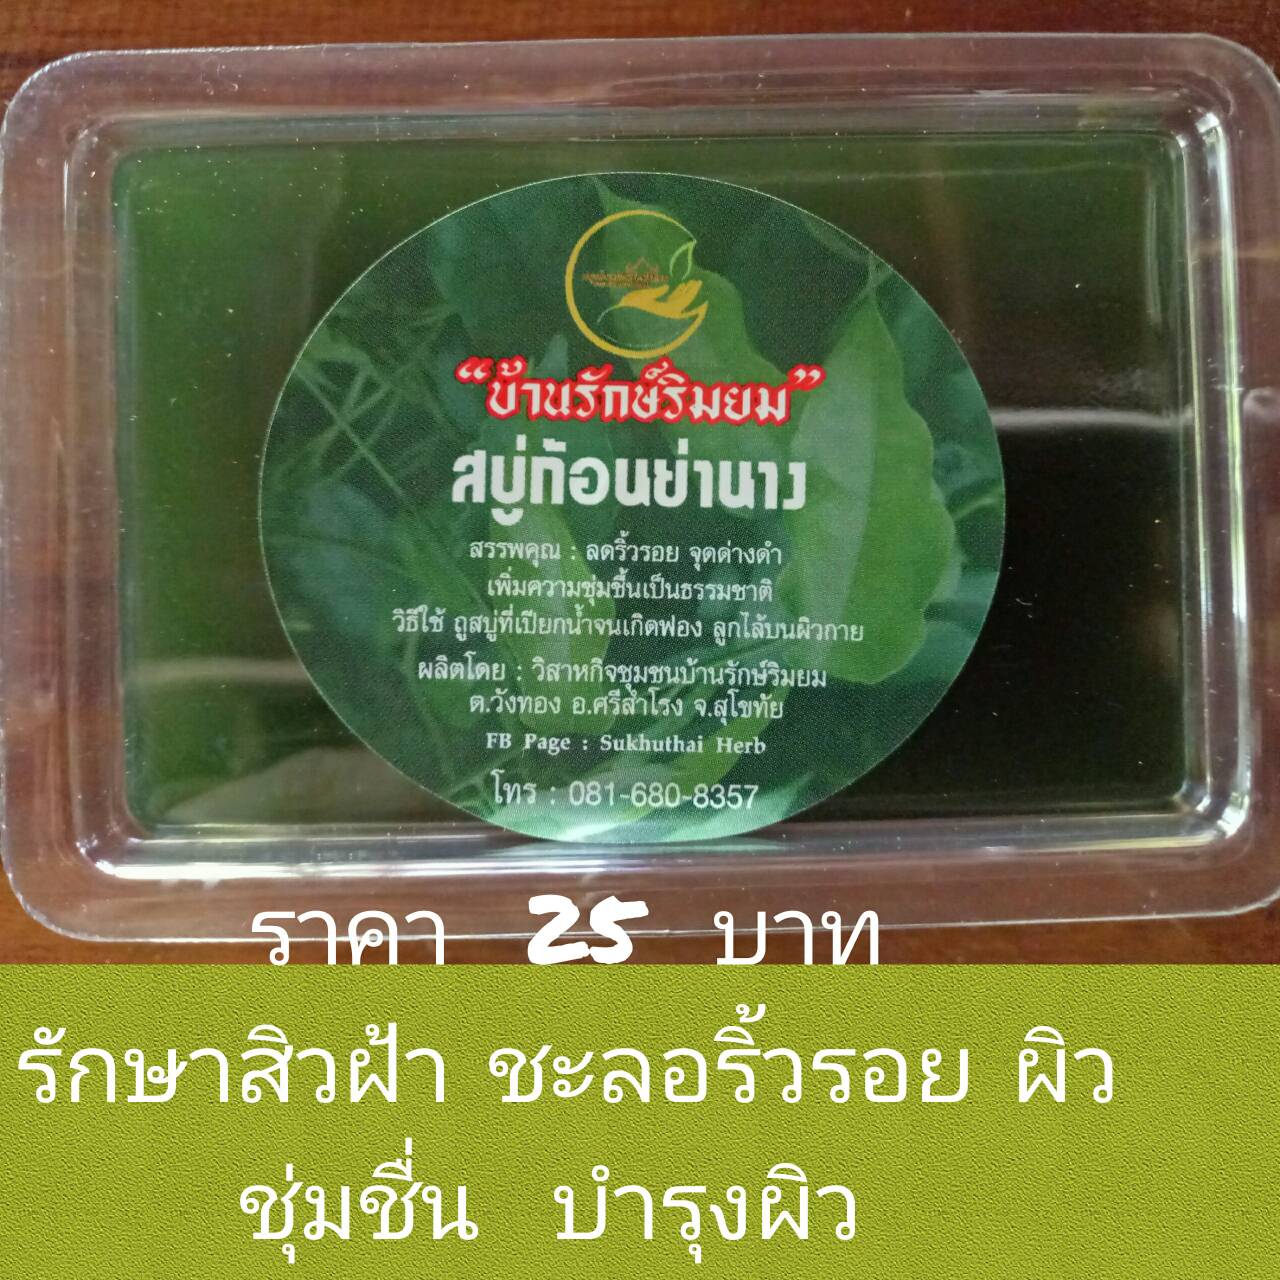 “บ้านรักษ์ริมยม”
สบู่ก้อนย่านาง
สรรพคุณ : ลดริ้วรอย จุดด่างดำ
เพิ่มความชุ่มชื้นเป็นธรรมชาติ
วิธีใช้ ถูสบู่ที่เปียกน้ำจนเกิดฟอง ลูกไล้บนผิวกาย
ผลิตโดย : วิสาหกิจชุมชนบ้านรักษ์ริมยม
ต.วังทอง อ.ศรีสำโรง จ.สุโขทัย
FB Page : Sukhuthai Herb
โทร : 081-680-8357
ราคา 25 บาท
รักษาสิวฝ้า ชะลอริ้วรอย ผิว
ชุ่มชื่น บำรุงผิว